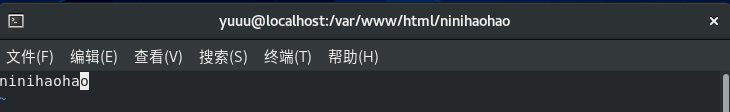 yuuu@localhost:/var/www/html/ninihaohao ×
文件(F) 编辑(E) 查看(V) 搜索(S) 终端(T) 帮助(H)
ninihaohao
~